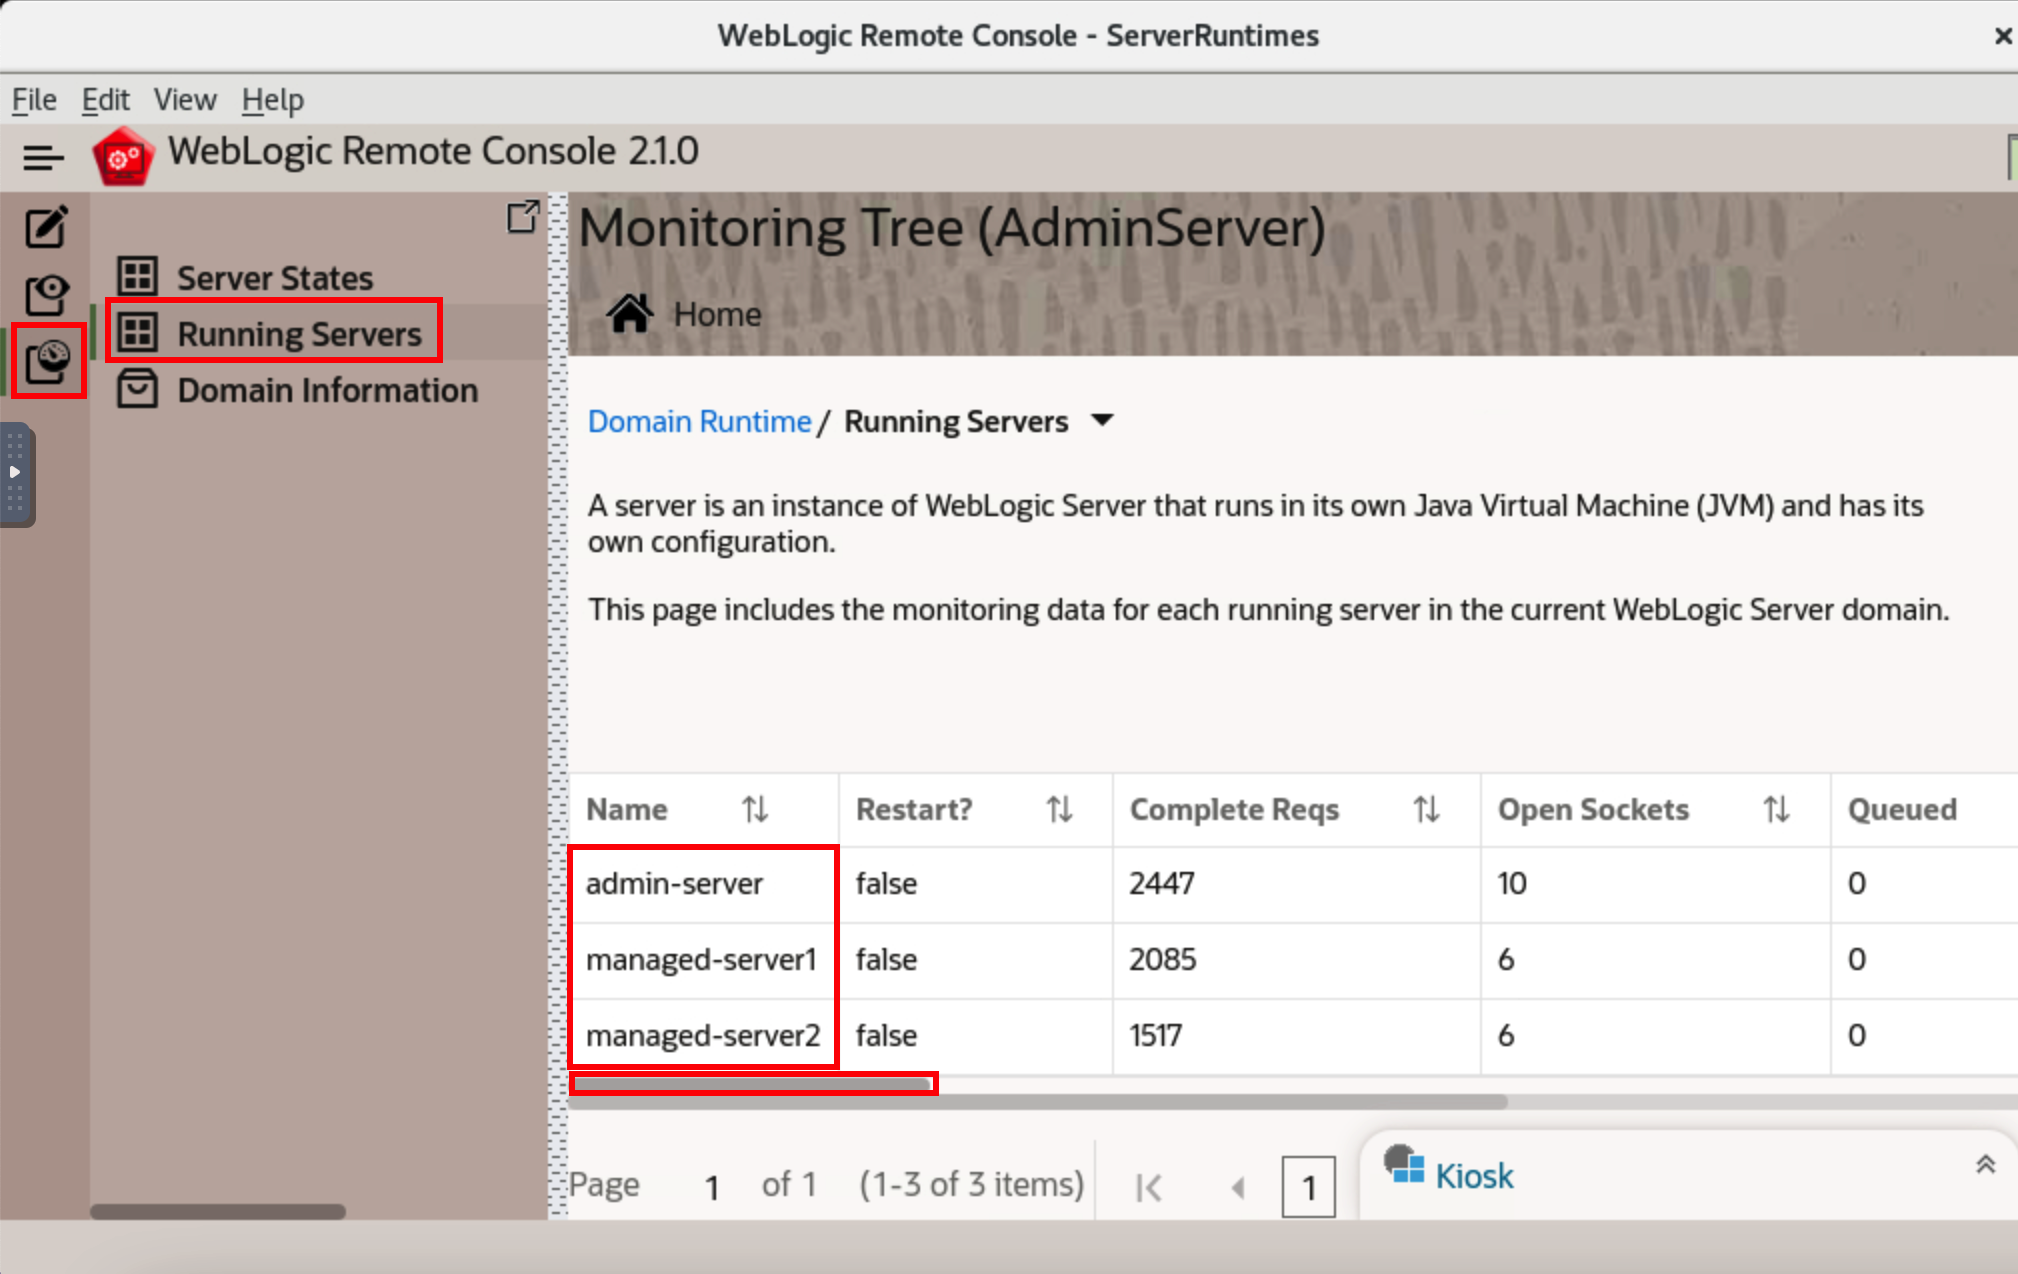 WebLogic Remote Console - ServerRuntimes
File Edit View Help
WebLogic Remote Console 2.1.0
Server States
Running Servers
Domain Information
Monitoring Tree (AdminServer)
Home
Domain Runtime / Running Servers
A server is an instance of WebLogic Server that runs in its own Java Virtual Machine (JVM) and has its
own configuration.
This page includes the monitoring data for each running server in the current WebLogic Server domain.
Name Restart? Complete Reqs Open Sockets Queued
admin-server false 2447 10 0
managed-server1 false 2085 6 0
managed-server2 false 1517 6 0
Page 1 of 1 (1-3 of 3 items) 1
Kiosk